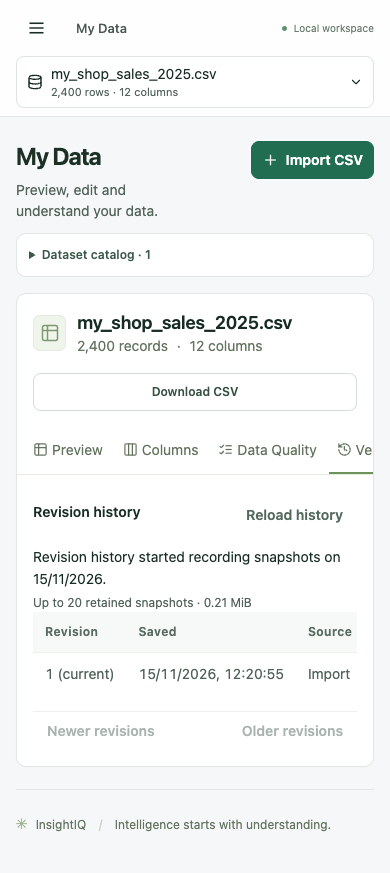 My Data
Local workspace
my_shop_sales_2025.csv
2,400 rows · 12 columns
My Data
Import CSV
Preview, edit and
understand your data.
Dataset catalog · 1
my_shop_sales_2025.csv
2,400 records · 12 columns
Download CSV
Preview Columns Data Quality Ve
Revision history
Reload history
Revision history started recording snapshots on
15/11/2026.
Up to 20 retained snapshots · 0.21 MiB
Revision Saved Source
1 (current) 15/11/2026, 12:20:55 Import
Newer revisions Older revisions
InsightIQ / Intelligence starts with understanding.